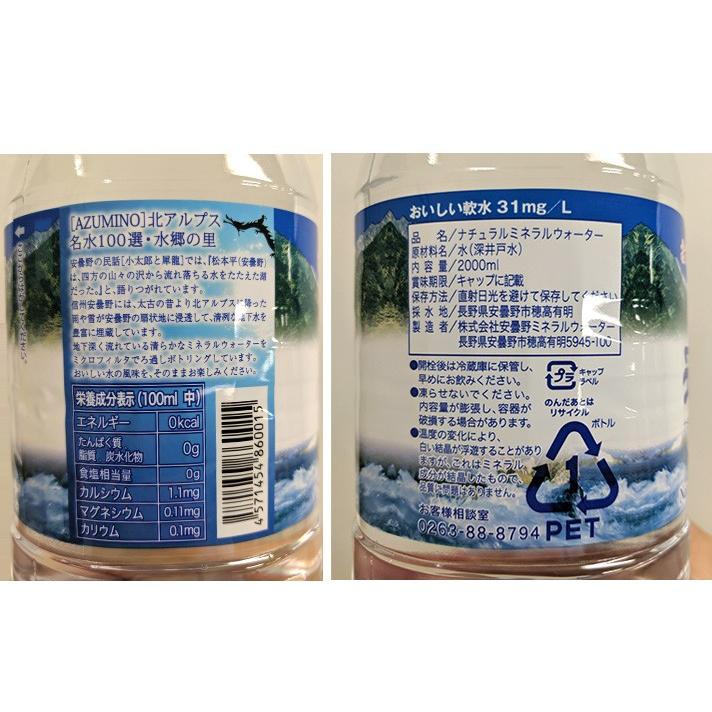 [AZUMINO]北アルプス
名水100選・水郷の里
安曇野の民話[小太郎と犀龍]では、『松本平(安曇野)
は、四方の山々の沢から流れ落ちる水をたたえた湖
だった。』と、語りつがれています。
信州安曇野には、太古の昔より北アルプスに降った
雨や雪が安曇野の扇状地に浸透して、清冽な地下水を
豊富に埋蔵しています。
地下深く流れている清らかなミネラルウォーターを
ミクロフィルタでろ過しボトリングしています。
おいしい水の風味を、そのままお楽しみください。
栄養成分表示(100ml 中)
エネルギー 0kcal
たんぱく質
脂質 炭水化物 0g
食塩相当量 0g
カルシウム 1.1mg
マグネシウム 0.11mg
カリウム 0.1mg
4 571454 860015
おいしい軟水 31mg/L
品名/ナチュラルミネラルウォーター
原材料名/水(深井戸水)
内容量/2000ml
賞味期限/キャップに記載
保存方法/直射日光を避けて保存してください
採水地/長野県安曇野市穂高有明
製造者/株式会社安曇野ミネラルウォーター
長野県安曇野市穂高有明5945-100
●開栓後は冷蔵庫に保管し、
早めにお飲みください。
●凍らせないでください。
内容量が膨張し、容器が
破損する場合があります。
●温度の変化により、
白い結晶が浮遊することがあり
ますが、これはミネラル
成分が結晶したもので、
品質に問題はありません。
お客様相談室
0263-88-8794
プラ
キャップ
ラベル
のんだあとは
リサイクル
ボトル
1
PET